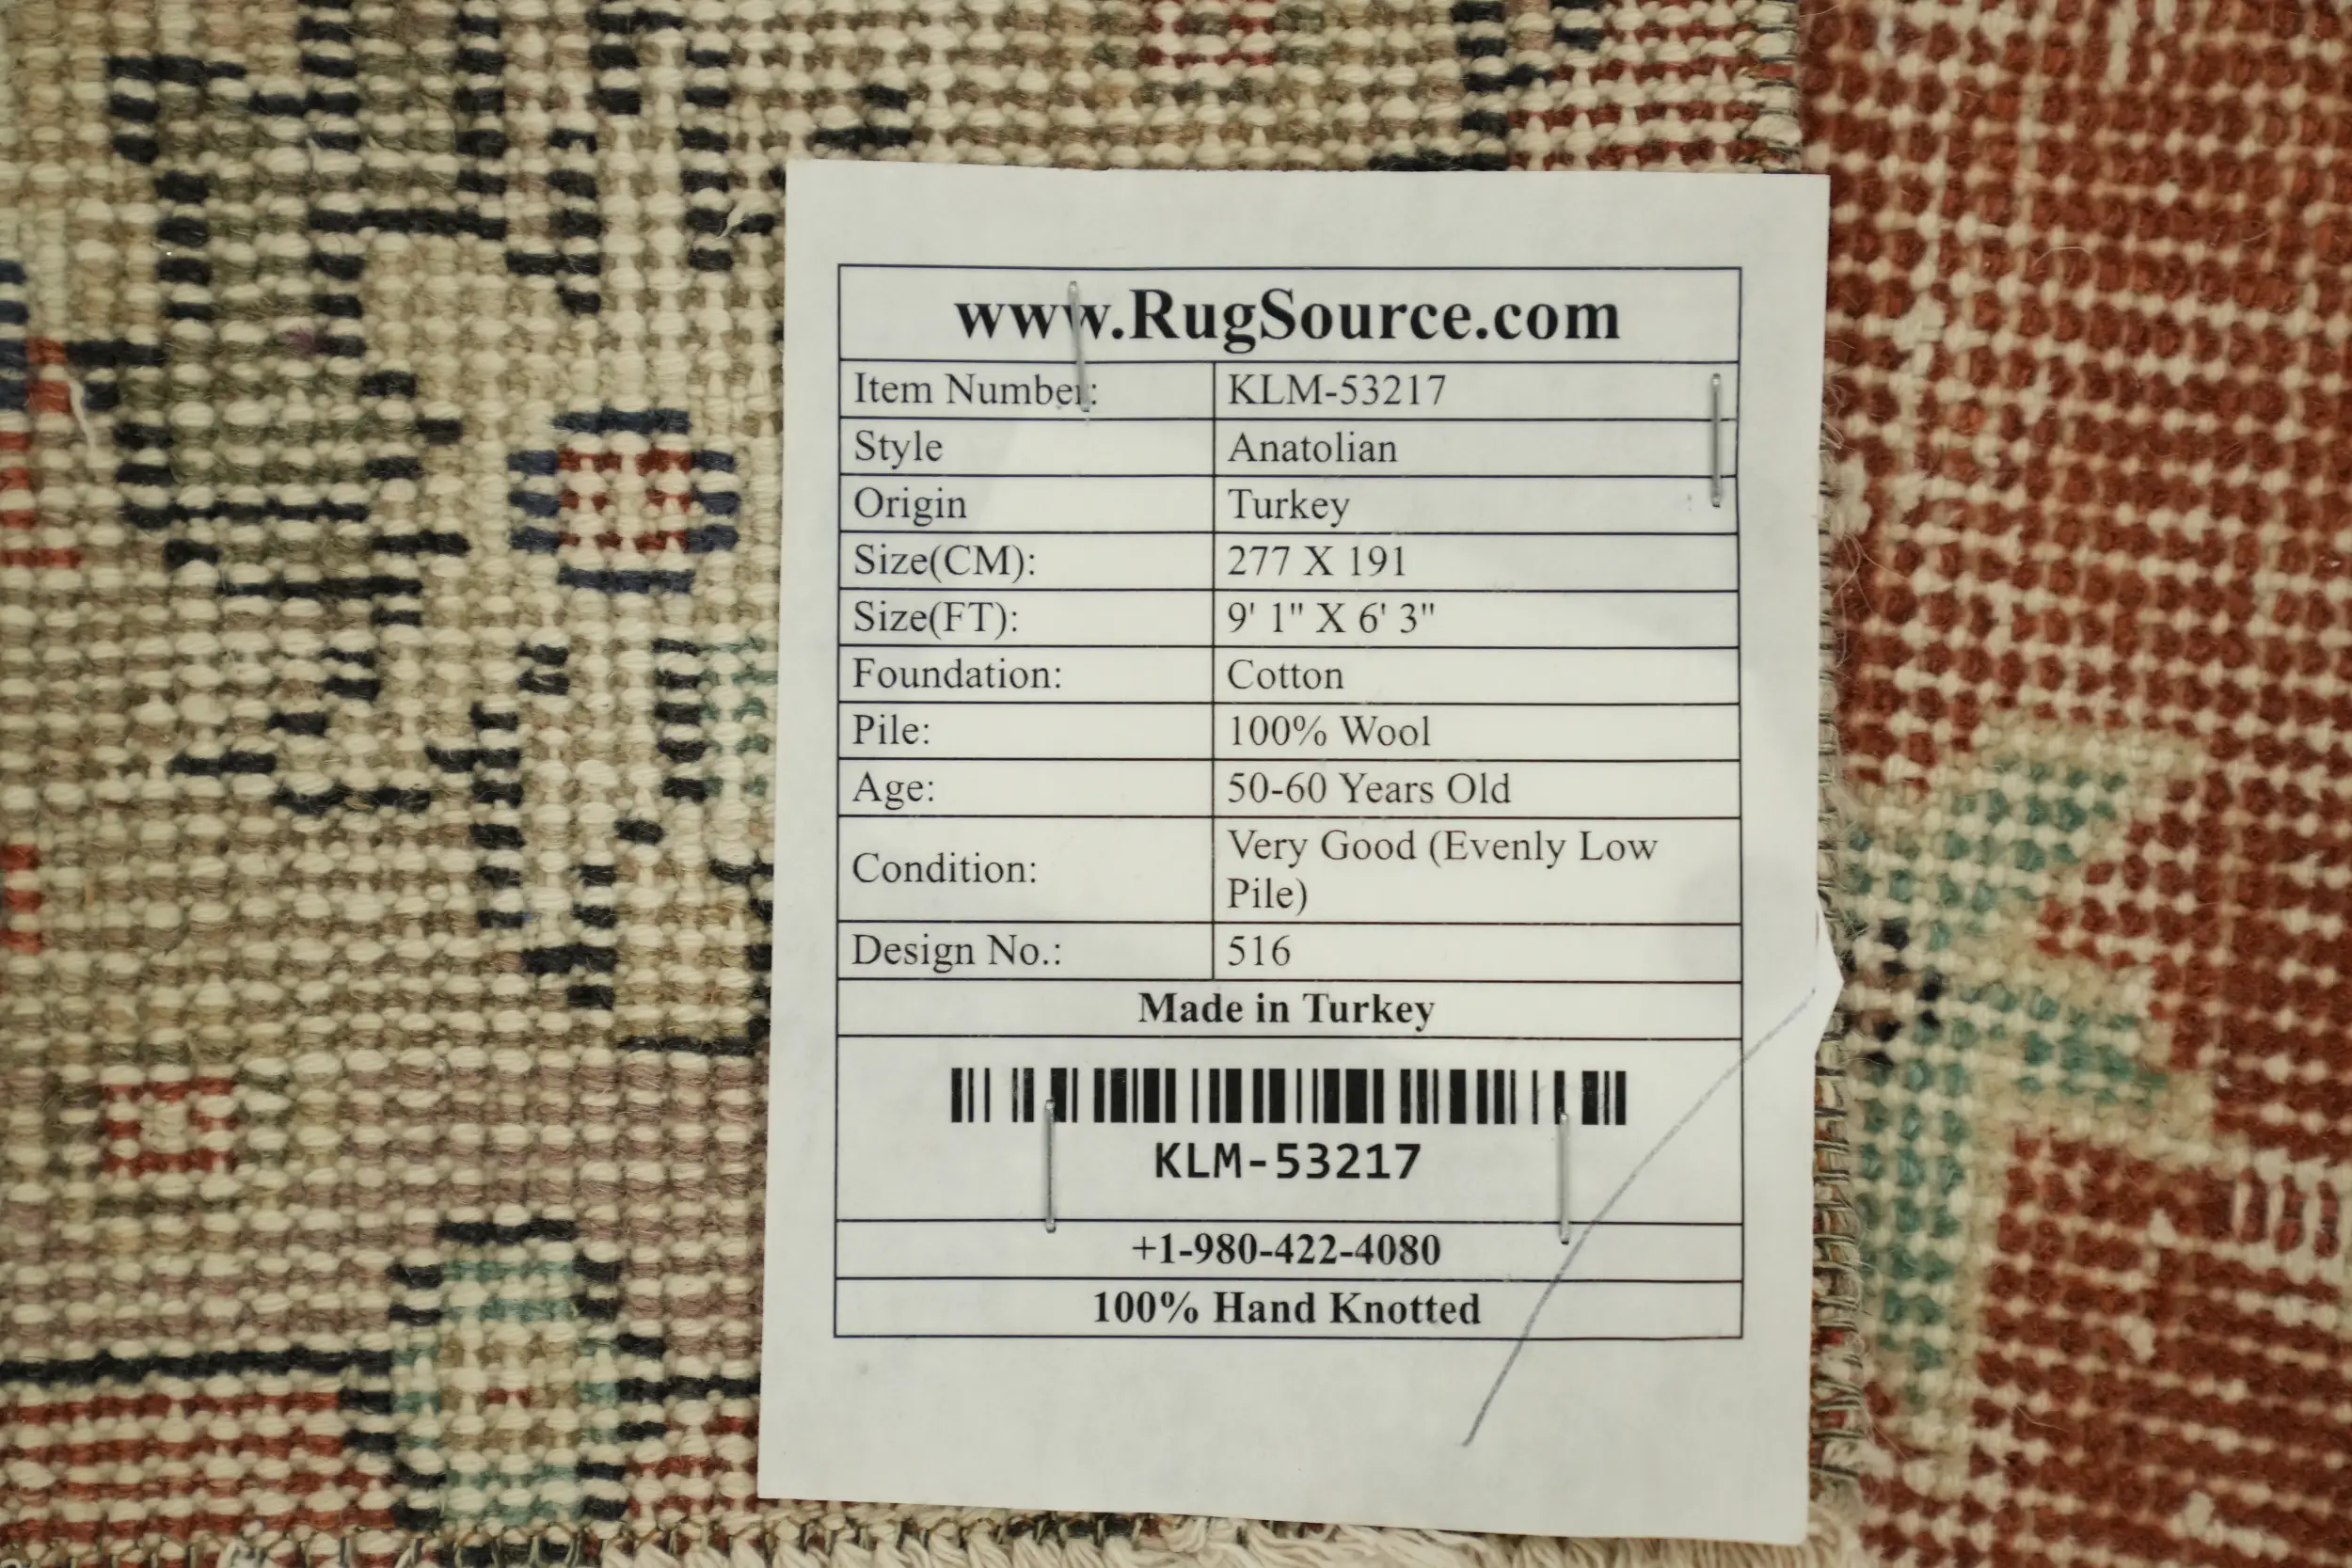 www.RugSource.com
Item Number: KLM-53217
Style Anatolian
Origin Turkey
Size(CM): 277 X 191
Size(FT): 9' 1" X 6' 3"
Foundation: Cotton
Pile: 100% Wool
Age: 50-60 Years Old
Condition: Very Good (Evenly Low
Pile)
Design No.: 516
Made in Turkey
KLM-53217
+1-980-422-4080
100% Hand Knotted